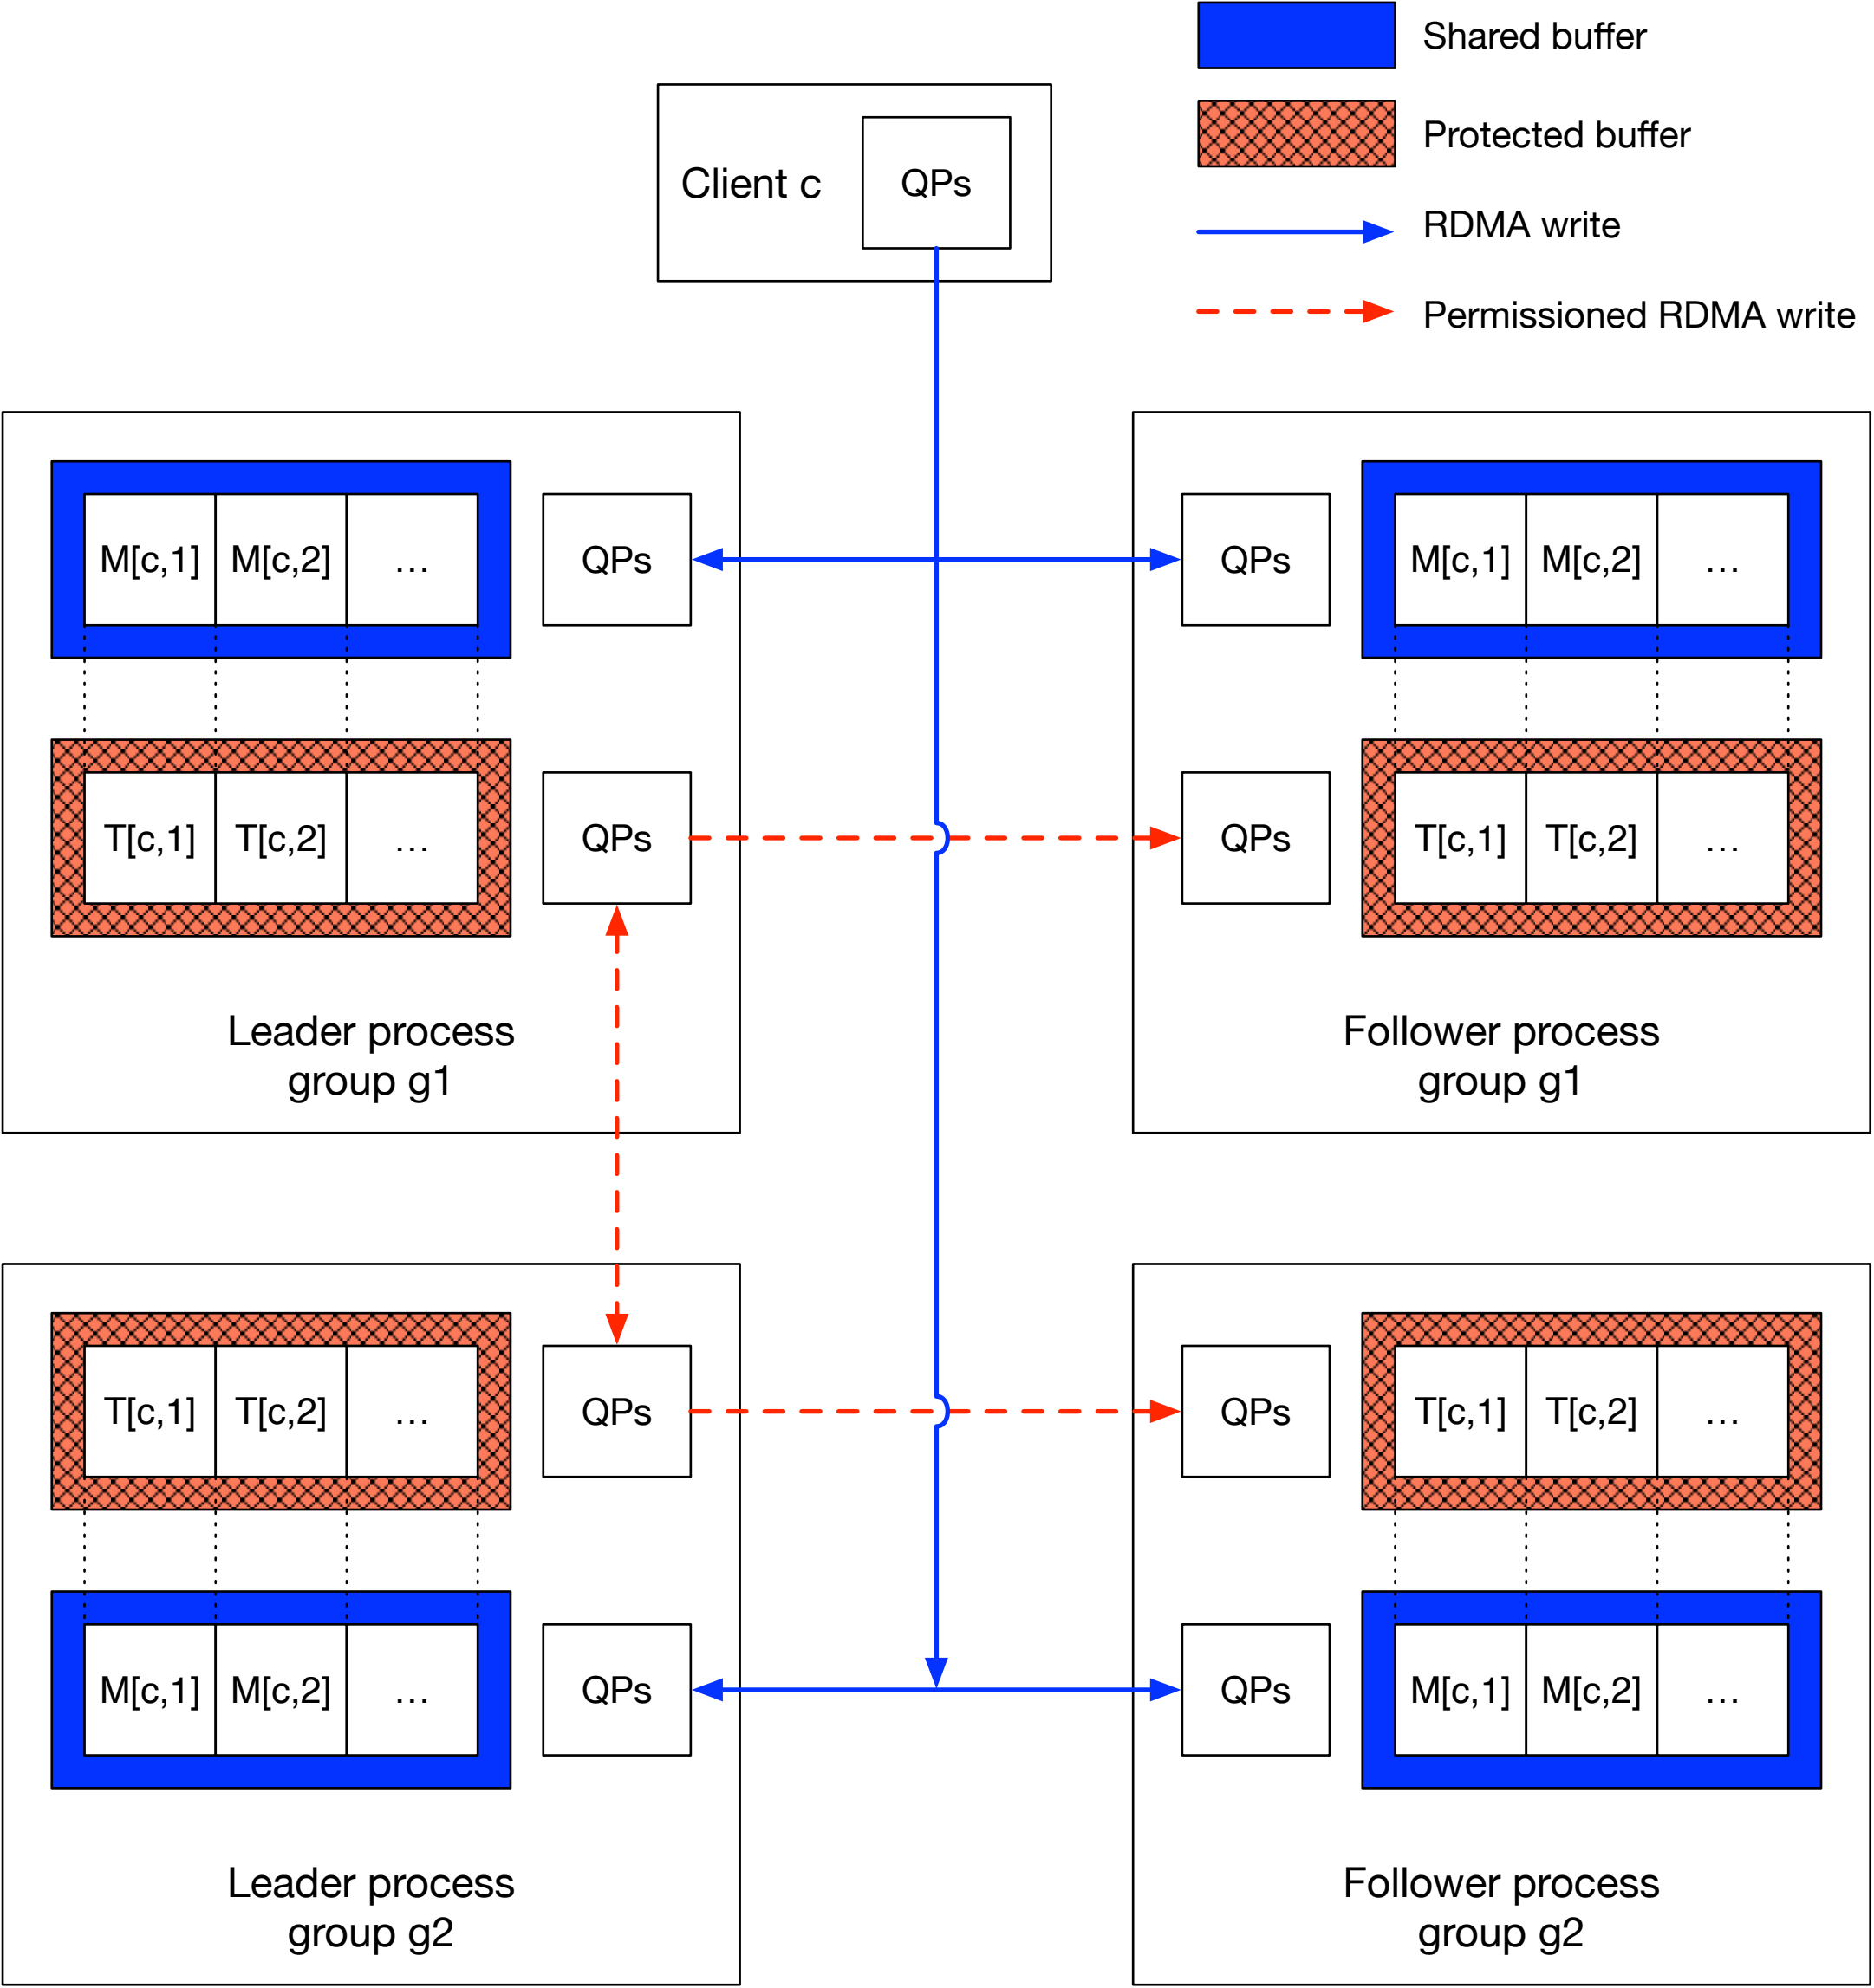 Shared buffer
Protected buffer
RDMA write
Permissioned RDMA write
Client c
QPs
M[c,1] M[c,2] ... QPs
QPs M[c,1] M[c,2] ...
T[c,1] T[c,2] ... QPs
QPs T[c,1] T[c,2] ...
Leader process
group g1
Follower process
group g1
T[c,1] T[c,2] ... QPs
QPs T[c,1] T[c,2] ...
M[c,1] M[c,2] ... QPs
QPs M[c,1] M[c,2] ...
Leader process
group g2
Follower process
group g2